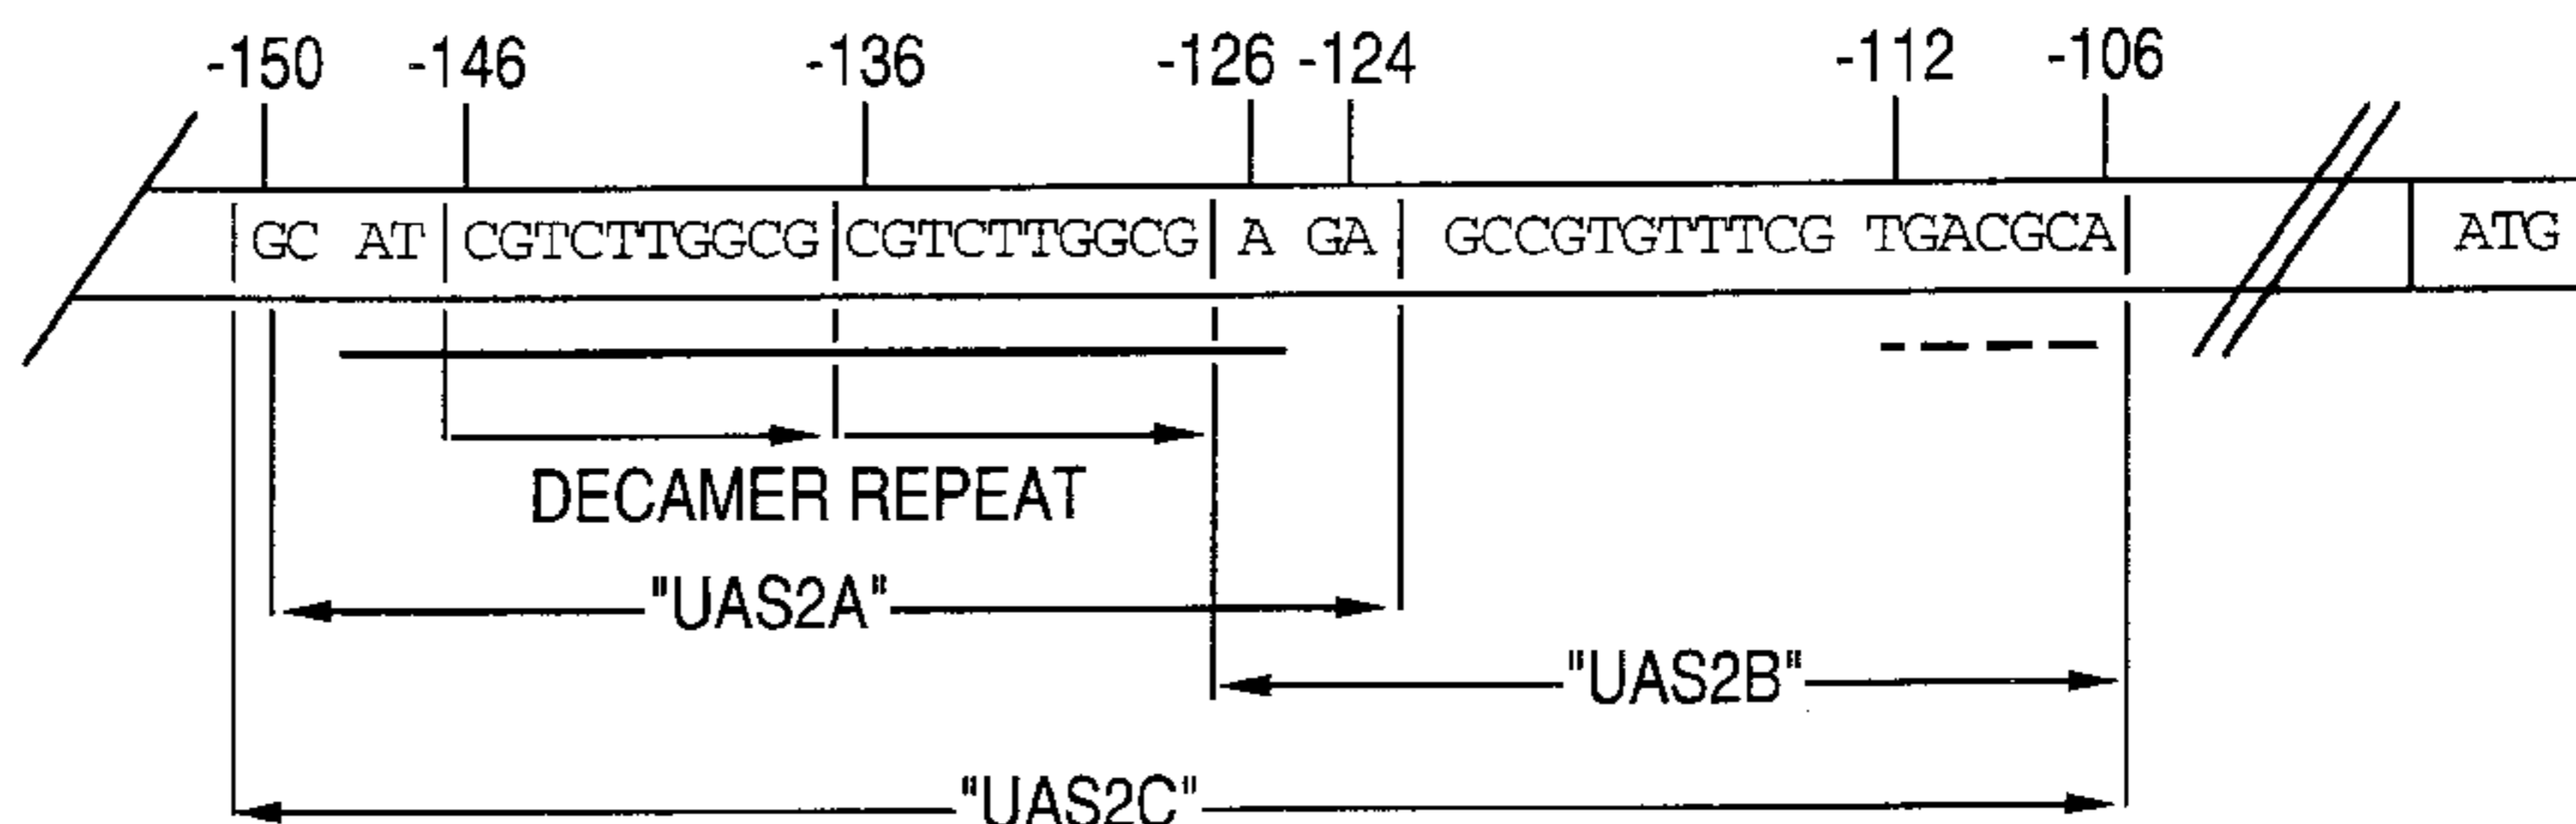 -150 -146 -136 -126 -124 -112 -106
GC AT CGTCTTGGCG CGTCTTGGCG A GA GCCGTGTTTCG TGACGCA ATG
DECAMER REPEAT
"UAS2A"
"UAS2B"
"UAS2C"